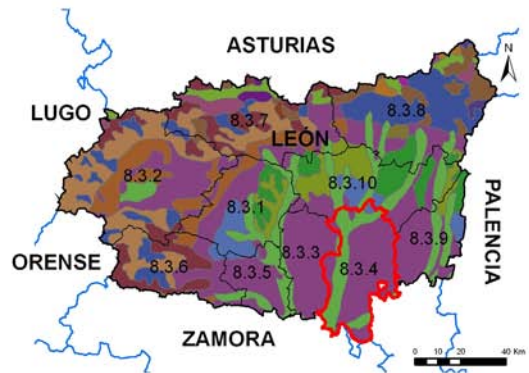 ASTURIAS
N
LUGO
8.3.8
8.3.7
LEÓN
8.3.2
8.3.10
8.3.1
PALENCIA
8.3.3
8.3.4
8.3.9
ORENSE
8.3.6
8.3.5
ZAMORA
0 10 20 40 Km